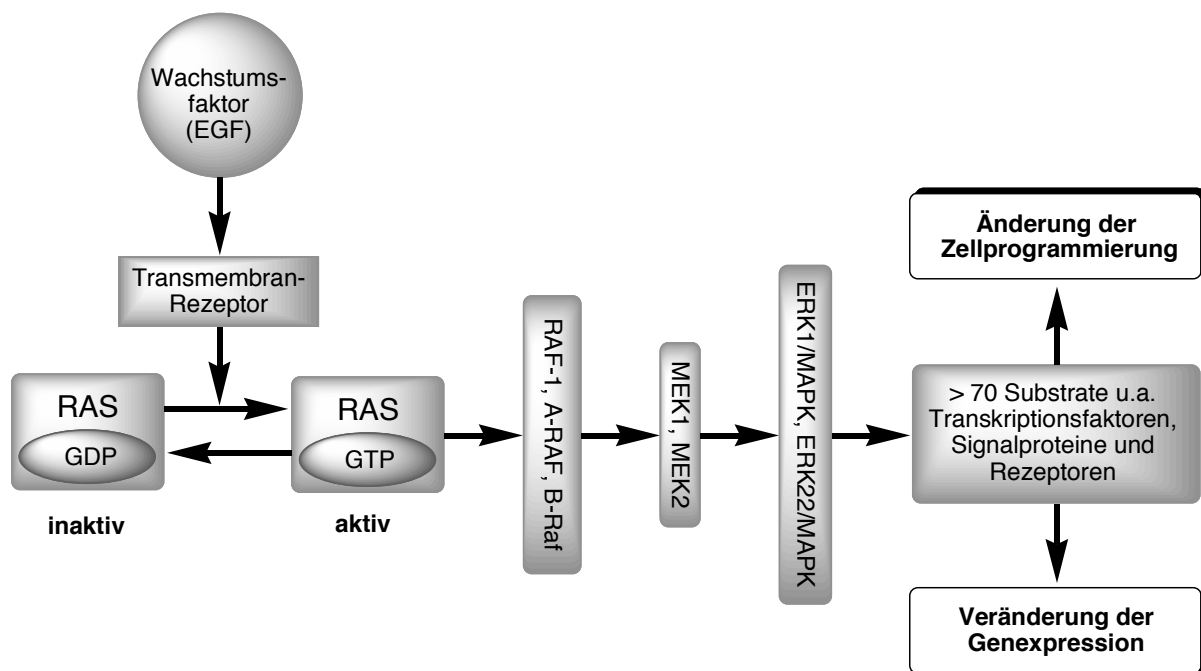 Wachstums-
faktor
(EGF)
Transmembran-
Rezeptor
RAS
GDP
inaktiv
RAS
GTP
aktiv
RAF-1, A-RAF, B-Raf
MEK1, MEK2
ERK1/MAPK, ERK22/MAPK
Änderung der
Zellprogrammierung
> 70 Substrate u.a.
Transkriptionsfaktoren,
Signalproteine und
Rezeptoren
Veränderung der
Genexpression